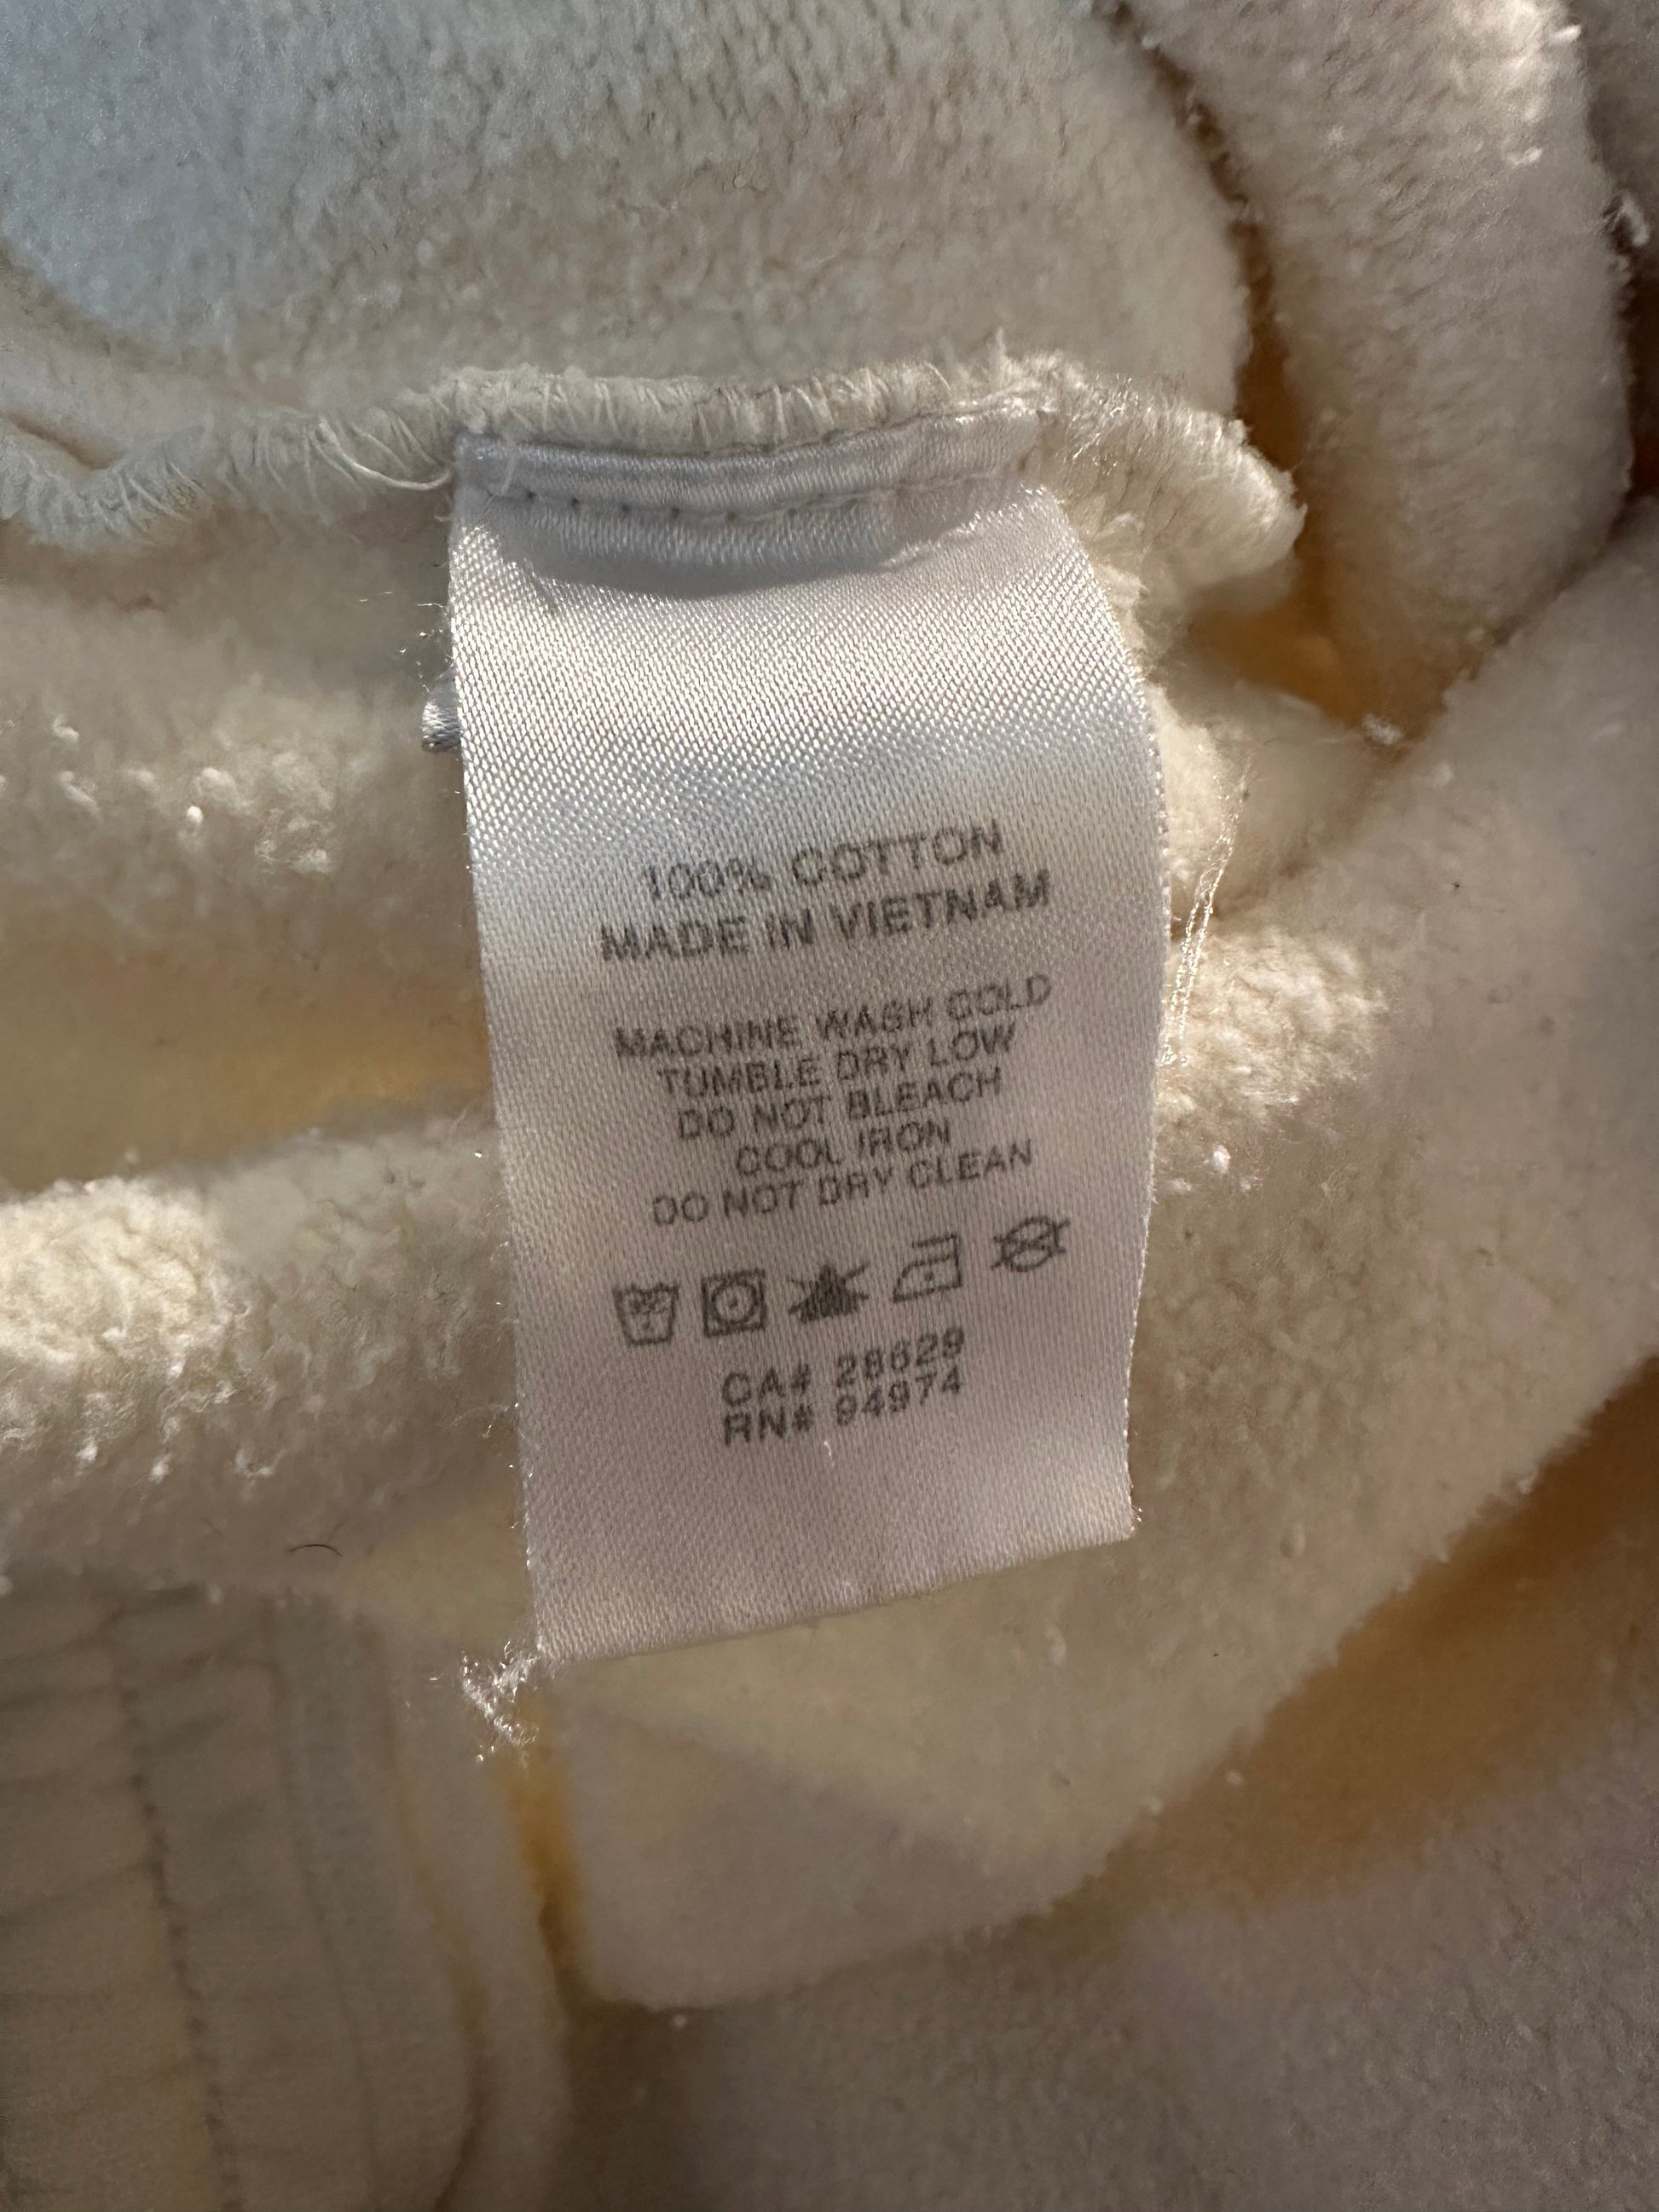 100% COTTON
MADE IN VIETNAM
MACHINE WASH COLD
TUMBLE DRY LOW
DO NOT BLEACH
COOL IRON
DO NOT DRY CLEAN
CA# 28629
RN# 94974